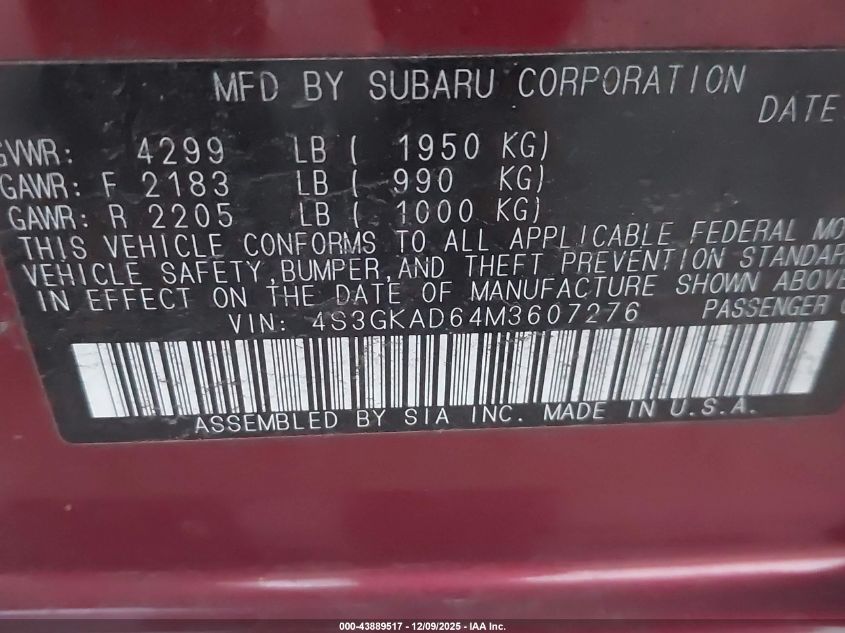 MFD BY SUBARU CORPORATION
DATE
GVWR: 4299 LB ( 1950 KG)
GAWR: F 2183 LB ( 990 KG)
GAWR: R 2205 LB ( 1000 KG)
THIS VEHICLE CONFORMS TO ALL APPLICABLE FEDERAL MO
VEHICLE SAFETY,BUMPER,AND THEFT PREVENTION STANDAR
IN EFFECT ON THE DATE OF MANUFACTURE SHOWN ABOVE
VIN: 4S3GKAD64M3607276 PASSENGER
ASSEMBLED BY SIA INC. MADE IN U.S.A.
000-43889517 - 12/09/2025 - IAA Inc.